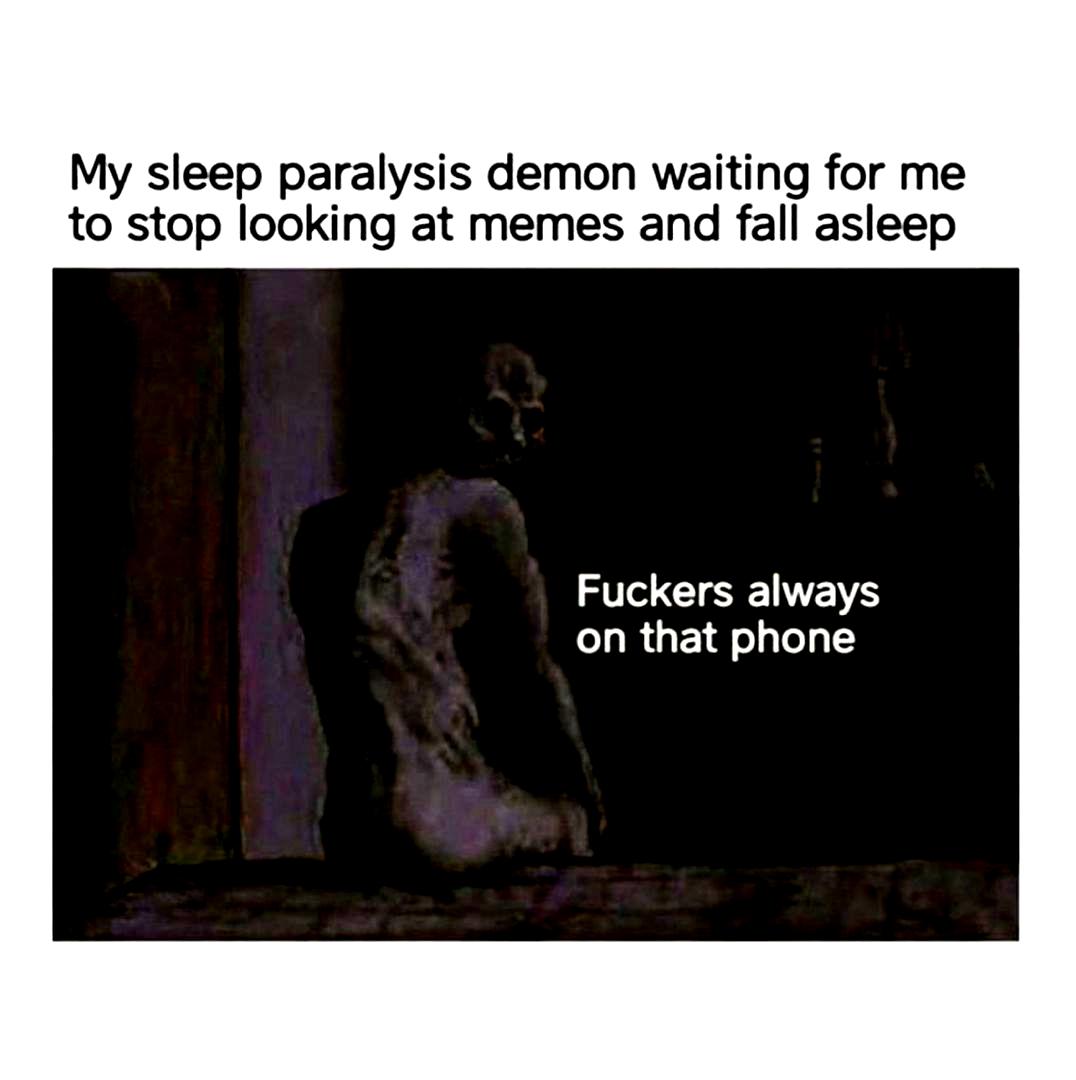 My sleep paralysis demon waiting for me
to stop looking at memes and fall asleep
Fuckers always
on that phone